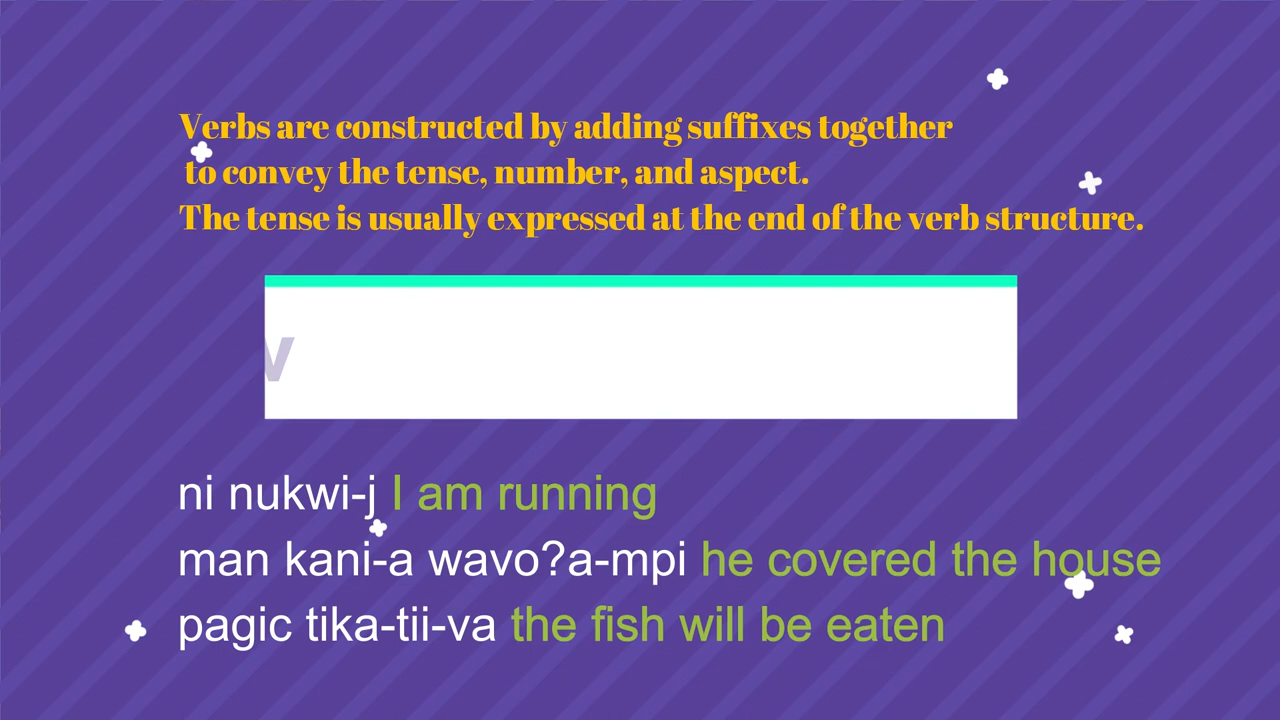 Verbs are constructed by adding suffixes together
to convey the tense, number, and aspect.
The tense is usually expressed at the end of the verb structure.
ni nukwi-j I am running
man kani-a wavo?a-mpi he covered the house
pagic tika-tii-va the fish will be eaten